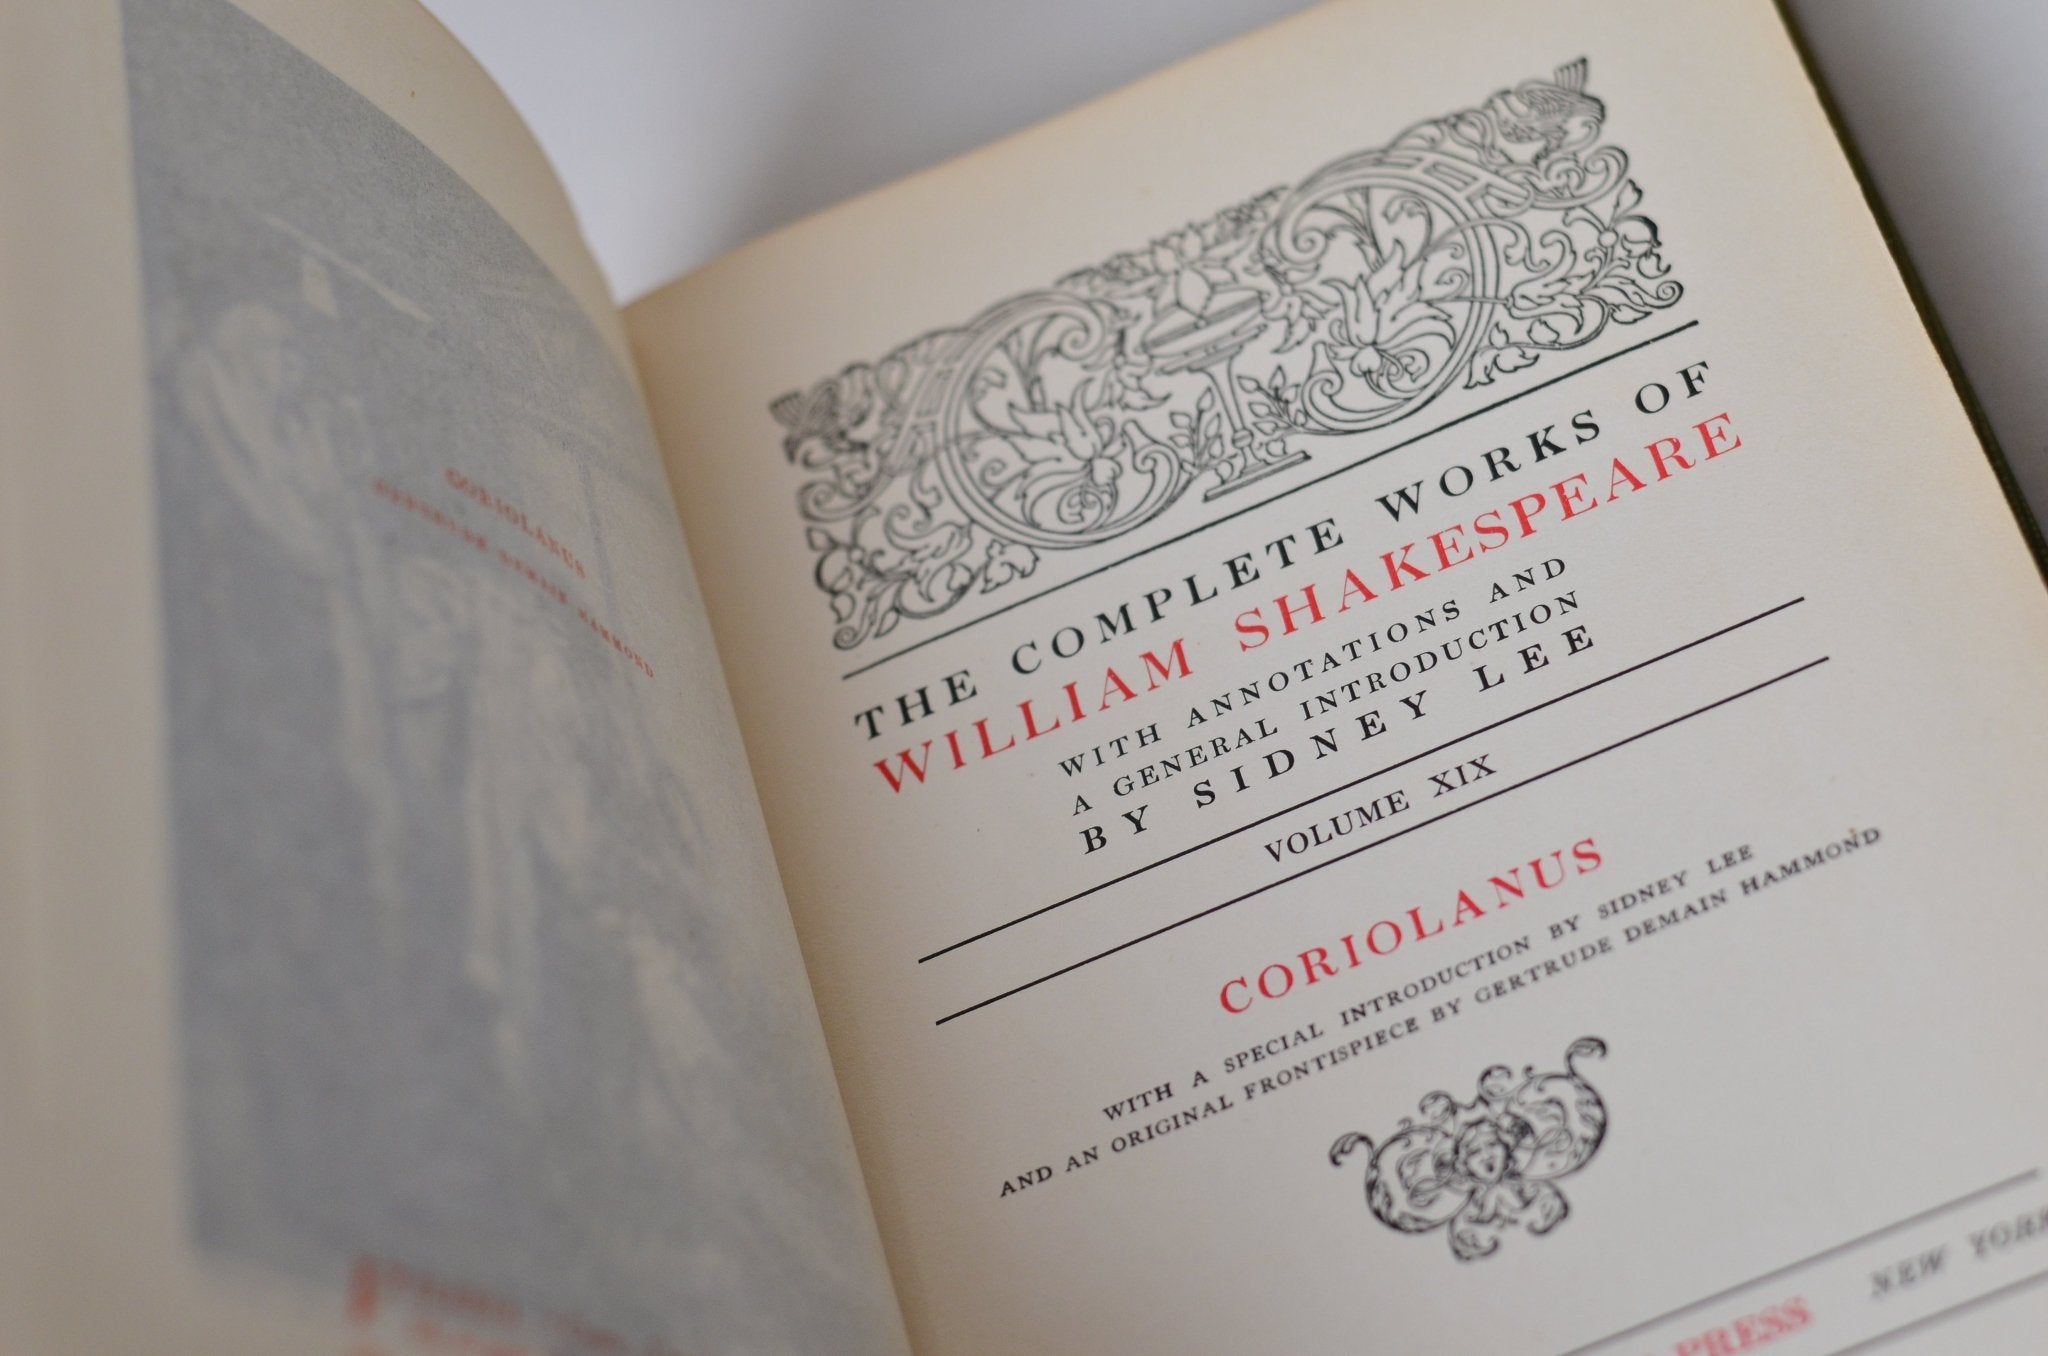 CORIOLANUS
HAMMOND
THE COMPLETE WORKS OF
WILLIAM SHAKESPEARE
WITH ANNOTATIONS AND
A GENERAL INTRODUCTION
BY SIDNEY LEE
VOLUME XIX
CORIOLANUS
WITH A SPECIAL INTRODUCTION BY SIDNEY LEE
AND AN ORIGINAL FRONTISPIECE BY GERTRUDE DEMAIN HAMMOND
PRESS NEW YORK